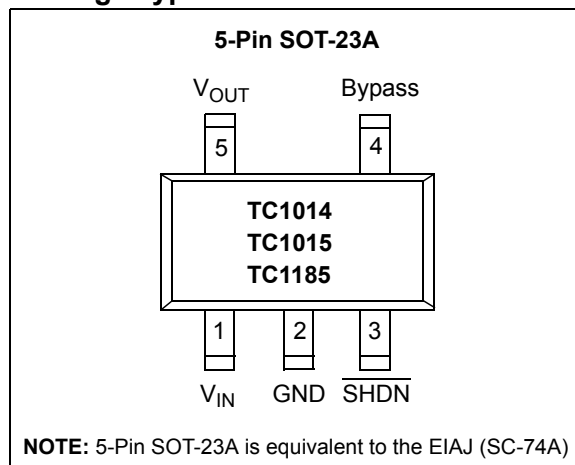 5-Pin SOT-23A
VOUT Bypass
5 4
TC1014
TC1015
TC1185
1 2 3
VIN GND SHDN
NOTE: 5-Pin SOT-23A is equivalent to the EIAJ (SC-74A)